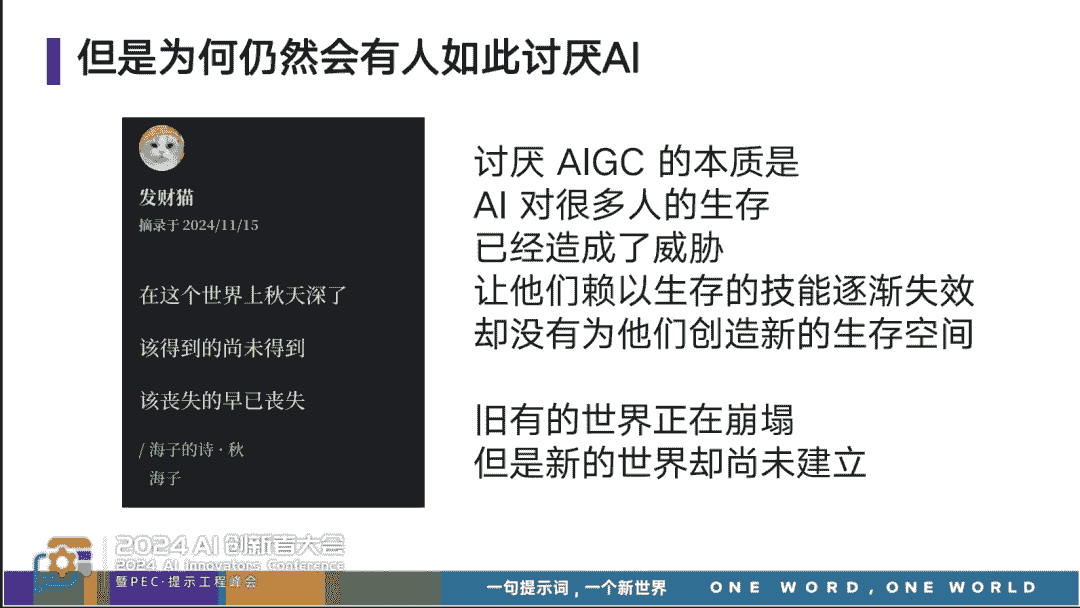 但是为何仍然会有人如此讨厌AI
发财猫
摘录于 2024/11/15
在这个世界上秋天深了
该得到的尚未得到
该丧失的早已丧失
/ 海子的诗 · 秋
海子
讨厌 AIGC 的本质是
AI 对很多人的生存
已经造成了威胁
让他们赖以生存的技能逐渐失效
却没有为他们创造新的生存空间
旧有的世界正在崩塌
但是新的世界却尚未建立
2024 AI 创新者大会
2024 AI Innovators Conference
暨PEC·提示工程峰会
一句提示词，一个新世界
ONE WORD, ONE WORLD